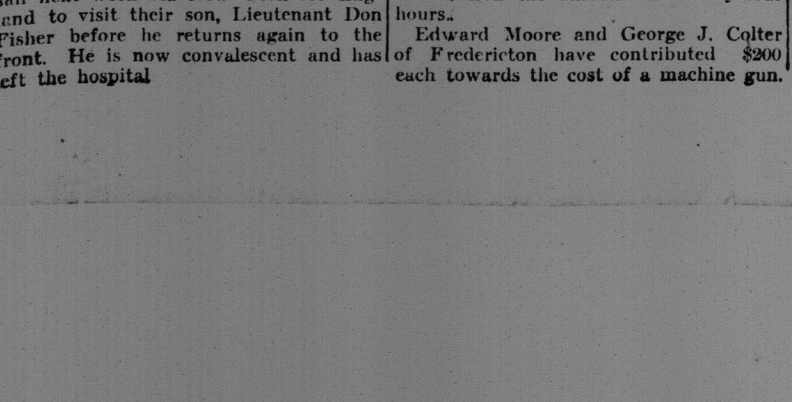 and to visit their son, Lieutenant Don
Fisher before he returns again to the
front. He is now convalescent and has
left the hospital
hours..
Edward Moore and George J. Colter
of Fredericton have contributed $200
each towards the cost of a machine gun.